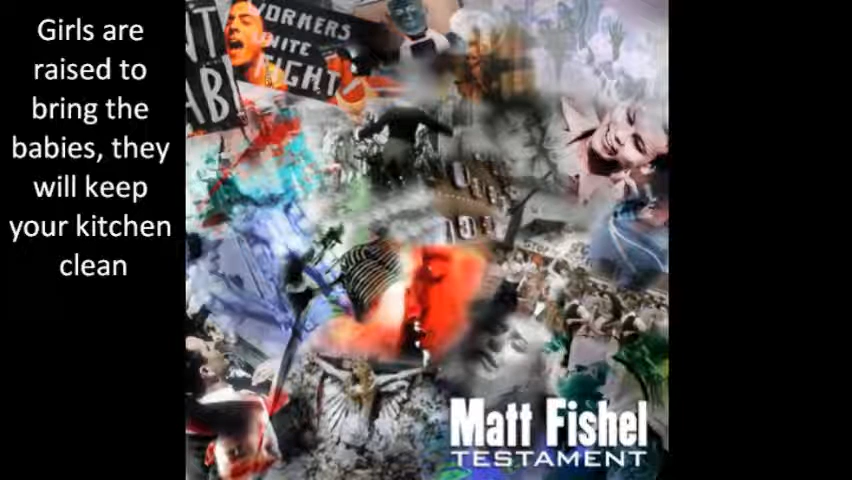 Girls are
raised to
bring the
babies, they
will keep
your kitchen
clean
WORKERS
UNITE
FIGHT
Matt Fishel
TESTAMENT